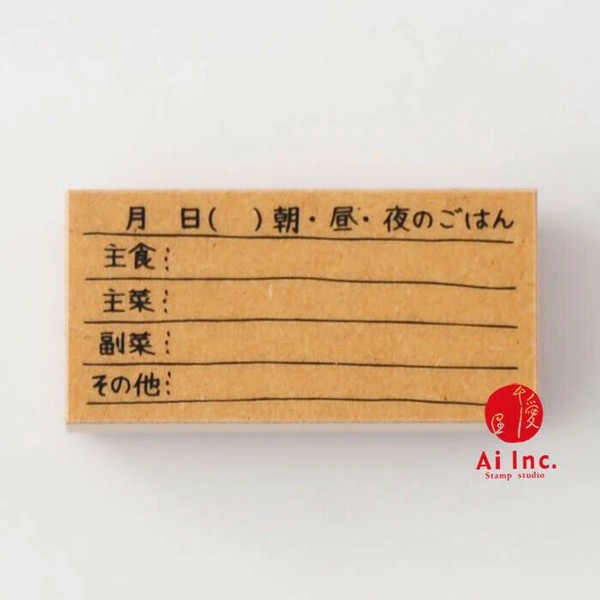 月 日( )朝・昼・夜のごはん
主食:
主菜:
副菜:
その他:
愛
Ai Inc.
Stamp studio